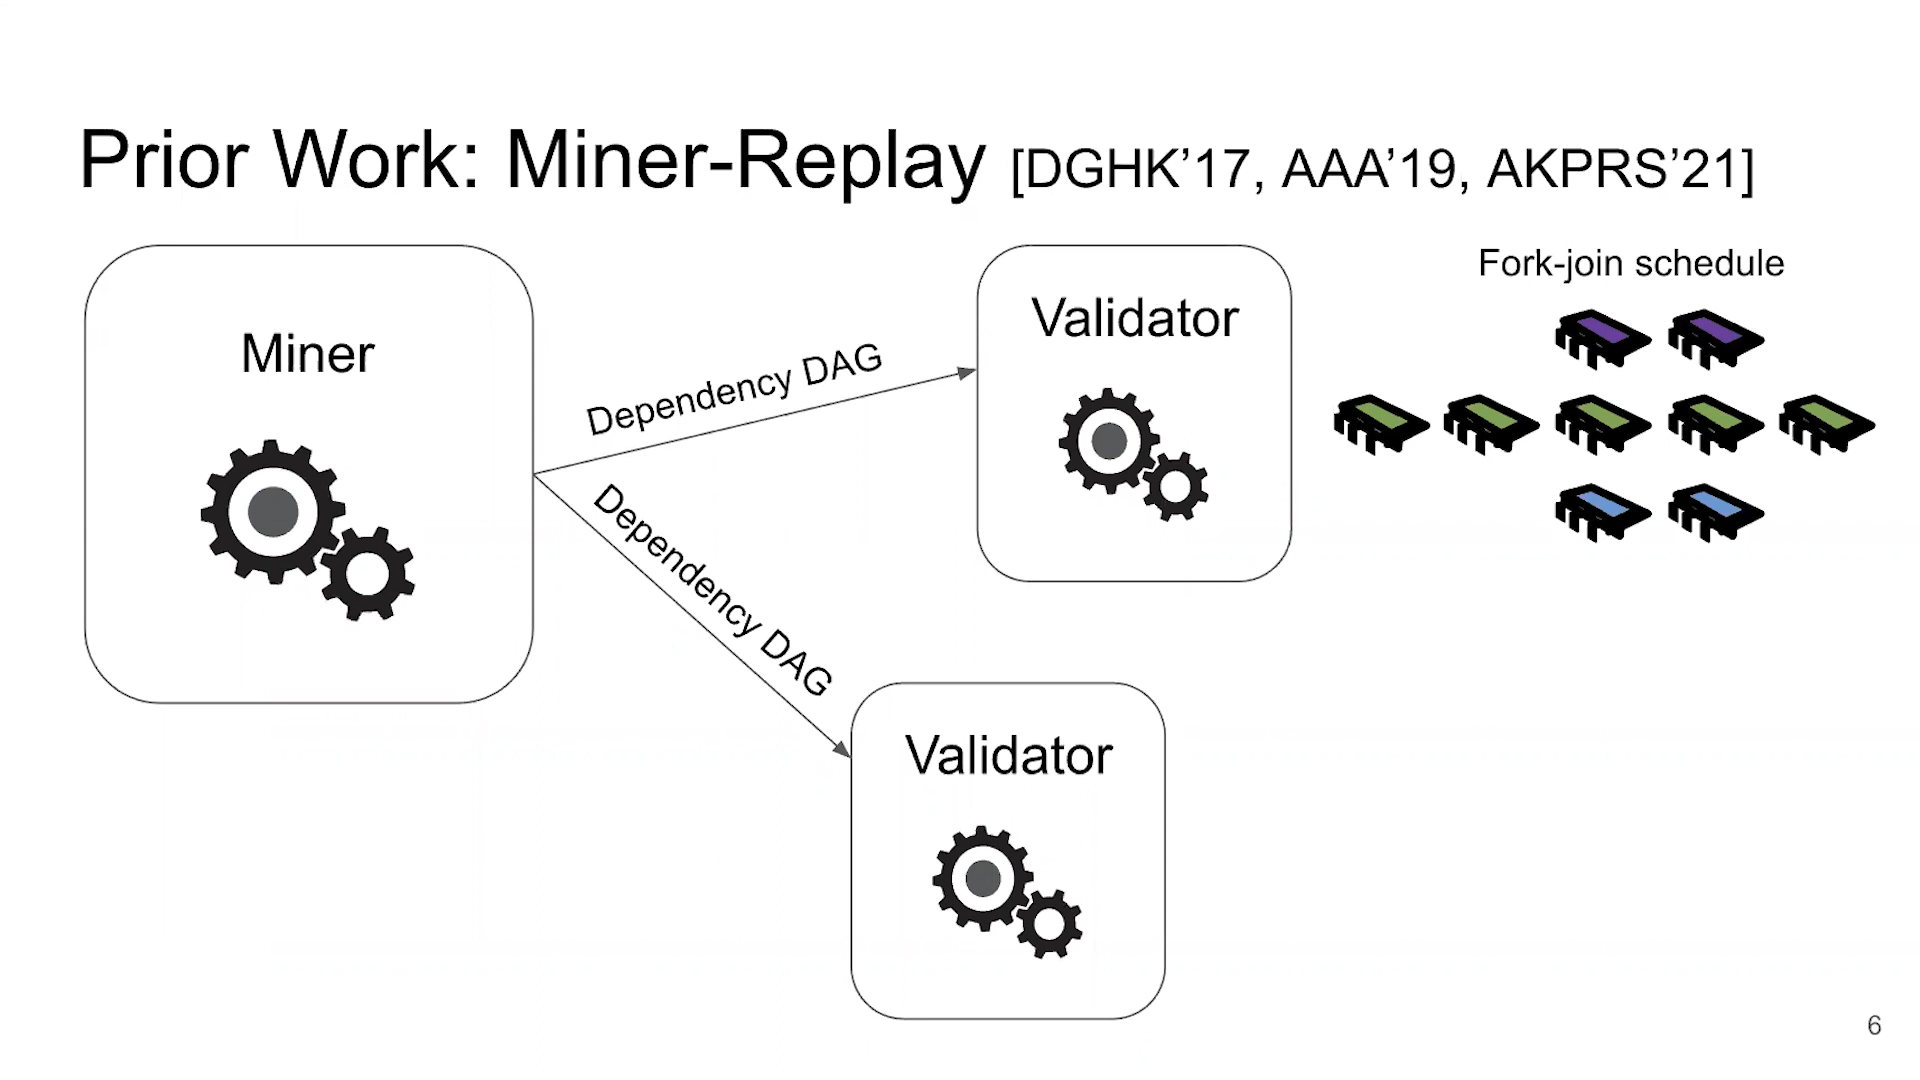 Prior Work: Miner-Replay [DGHK’17, AAA’19, AKPRS’21]
Miner
Dependency DAG
Dependency DAG
Validator
Fork-join schedule
Validator
6